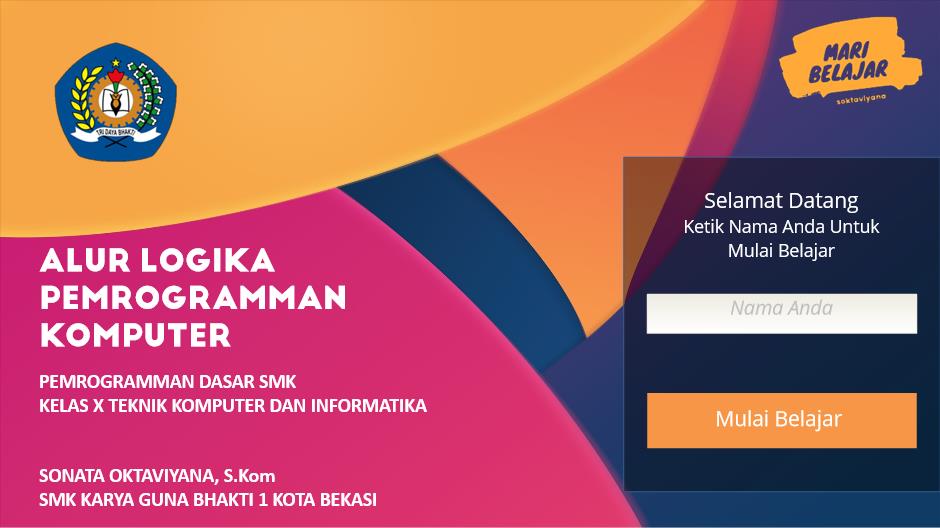 TRI DAYA BHAKTI
MARI
BELAJAR
soktaviyana
Selamat Datang
Ketik Nama Anda Untuk
Mulai Belajar
Nama Anda
Mulai Belajar
ALUR LOGIKA
PEMROGRAMMAN
KOMPUTER
PEMROGRAMMAN DASAR SMK
KELAS X TEKNIK KOMPUTER DAN INFORMATIKA
SONATA OKTAVIYANA, S.Kom
SMK KARYA GUNA BHAKTI 1 KOTA BEKASI